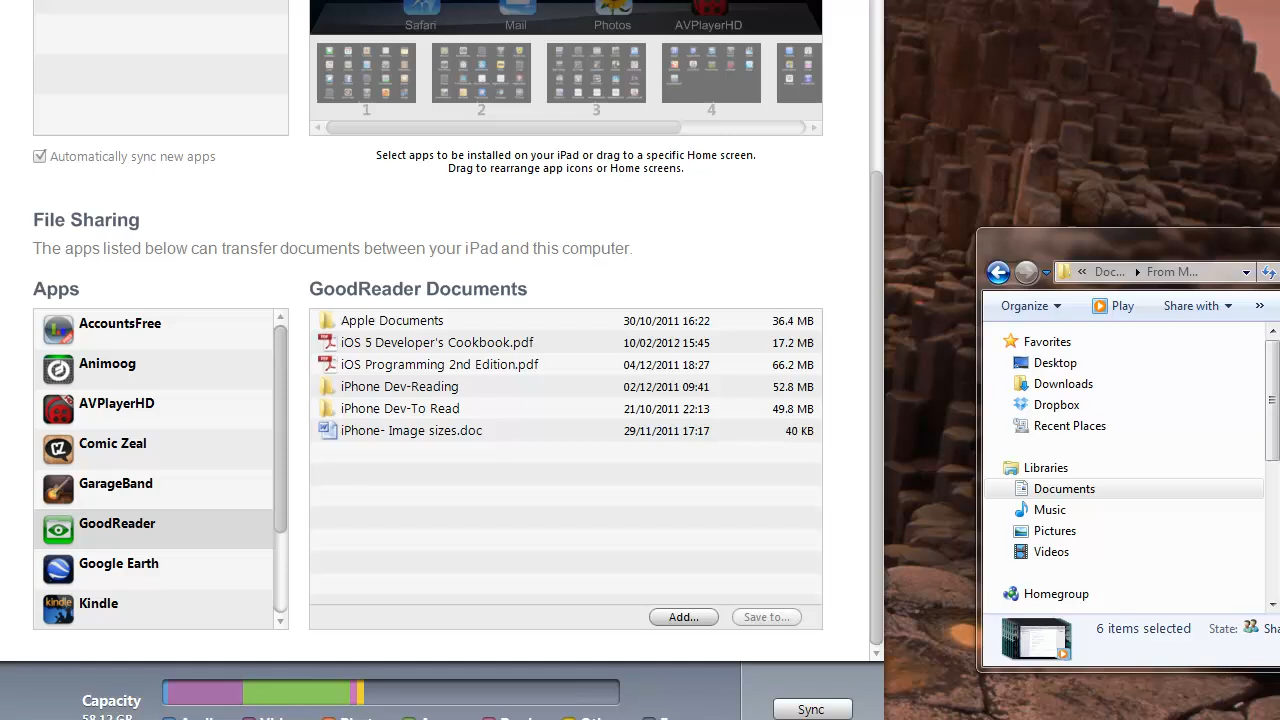 Safari Mail Photos AVPlayerHD
1 2 3 4
Automatically sync new apps
Select apps to be installed on your iPad or drag to a specific Home screen.
Drag to rearrange app icons or Home screens.
File Sharing
The apps listed below can transfer documents between your iPad and this computer.
Apps
AccountsFree
Animoog
AVPlayerHD
Comic Zeal
GarageBand
GoodReader
Google Earth
kindle
Kindle
GoodReader Documents
Apple Documents 30/10/2011 16:22 36.4 MB
iOS 5 Developer's Cookbook.pdf 10/02/2012 15:45 17.2 MB
iOS Programming 2nd Edition.pdf 04/12/2011 18:27 66.2 MB
iPhone Dev-Reading 02/12/2011 09:41 52.8 MB
iPhone Dev-To Read 21/10/2011 22:13 49.8 MB
iPhone- Image sizes.doc 29/11/2011 17:17 40 KB
Add... Save to...
Capacity
58.12 GB
Sync
« Doc... From M...
Organize Play Share with »
Favorites
Desktop
Downloads
Dropbox
Recent Places
Libraries
Documents
Music
Pictures
Videos
Homegroup
6 items selected State: Sha